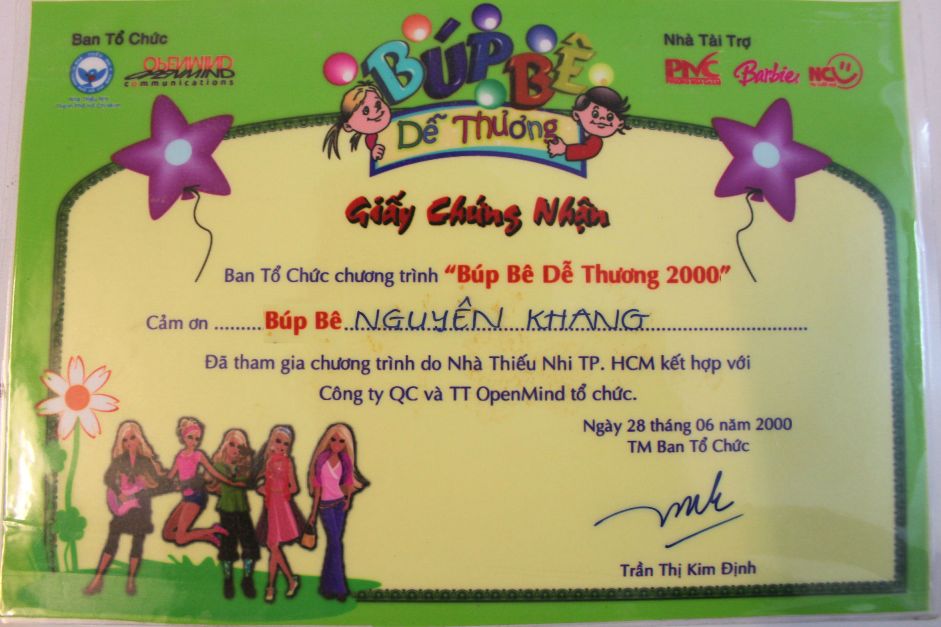 Ban Tổ Chức
OPENMIND
communications
Nhà Tài Trợ
PMC
Barbie
BÚP BÊ
Dễ Thương
Giấy Chứng Nhận
Ban Tổ Chức chương trình “Búp Bê Dễ Thương 2000”
Cảm ơn .......... Búp Bê NGUYÊN KHANG
Đã tham gia chương trình do Nhà Thiếu Nhi TP. HCM kết hợp với
Công ty QC và TT OpenMind tổ chức.
Ngày 28 tháng 06 năm 2000
TM Ban Tổ Chức
Trần Thị Kim Định